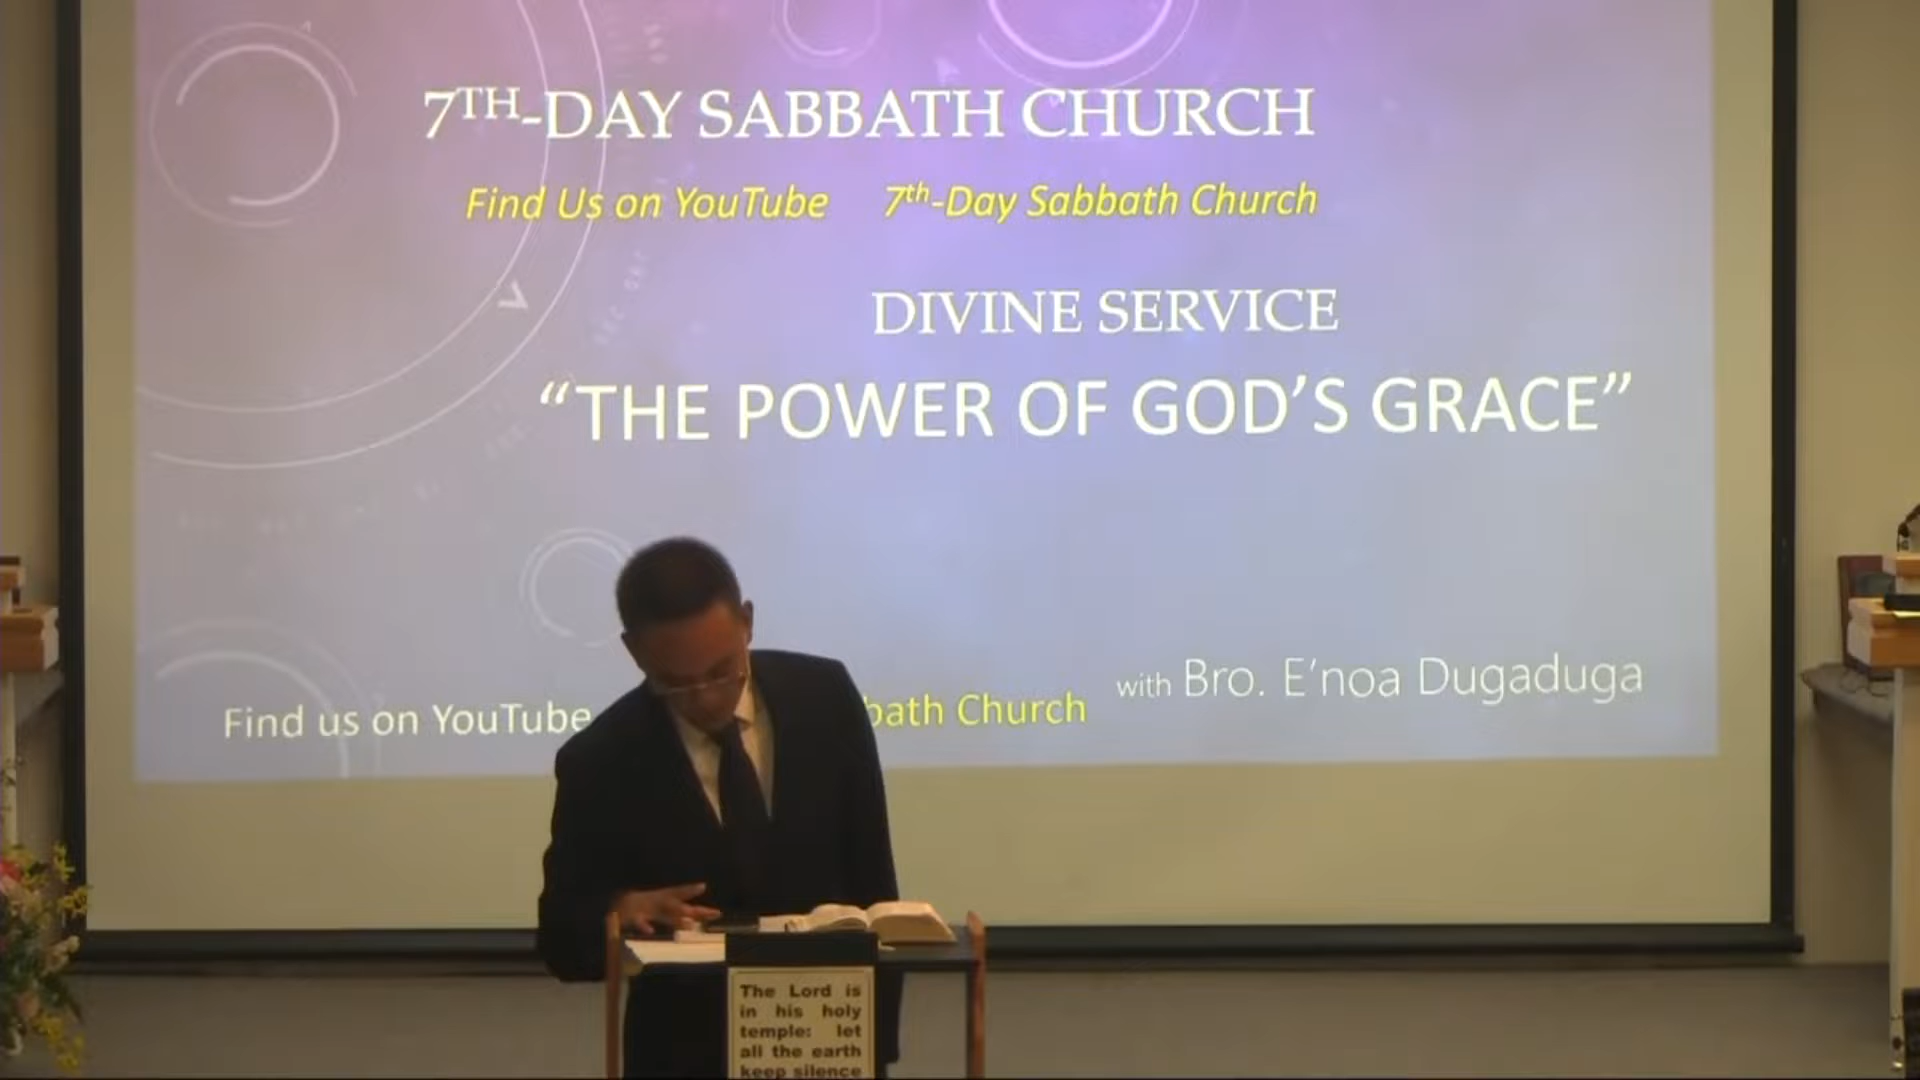 7TH-DAY SABBATH CHURCH
Find Us on YouTube 7th-Day Sabbath Church
DIVINE SERVICE
“THE POWER OF GOD’S GRACE”
with Bro. E’noa Dugaduga
Find us on YouTube bath Church
The Lord is
in his holy
temple: let
all the earth
keep silence